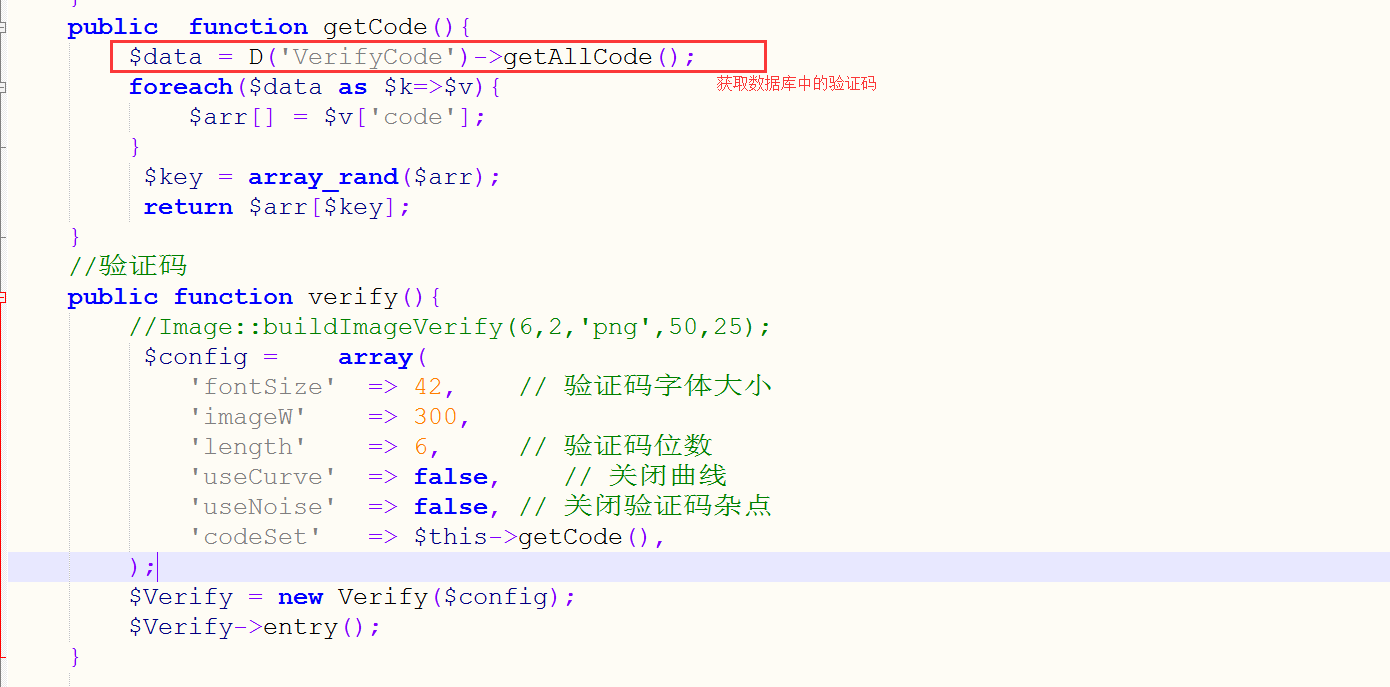 }
public  function getCode(){
$data = D('VerifyCode')->getAllCode();
foreach($data as $k=>$v){
获取数据库中的验证码
$arr[] = $v['code'];
}
$key = array_rand($arr);
return $arr[$key];
}
//验证码
public function verify(){
//Image::buildImageVerify(6,2,'png',50,25);
$config =    array(
'fontSize'  => 42,    // 验证码字体大小
'imageW'    => 300,
'length'    => 6,     // 验证码位数
'useCurve'  => false,    // 关闭曲线
'useNoise'  => false, // 关闭验证码杂点
'codeSet'   => $this->getCode(),
);
$Verify = new Verify($config);
$Verify->entry();
}